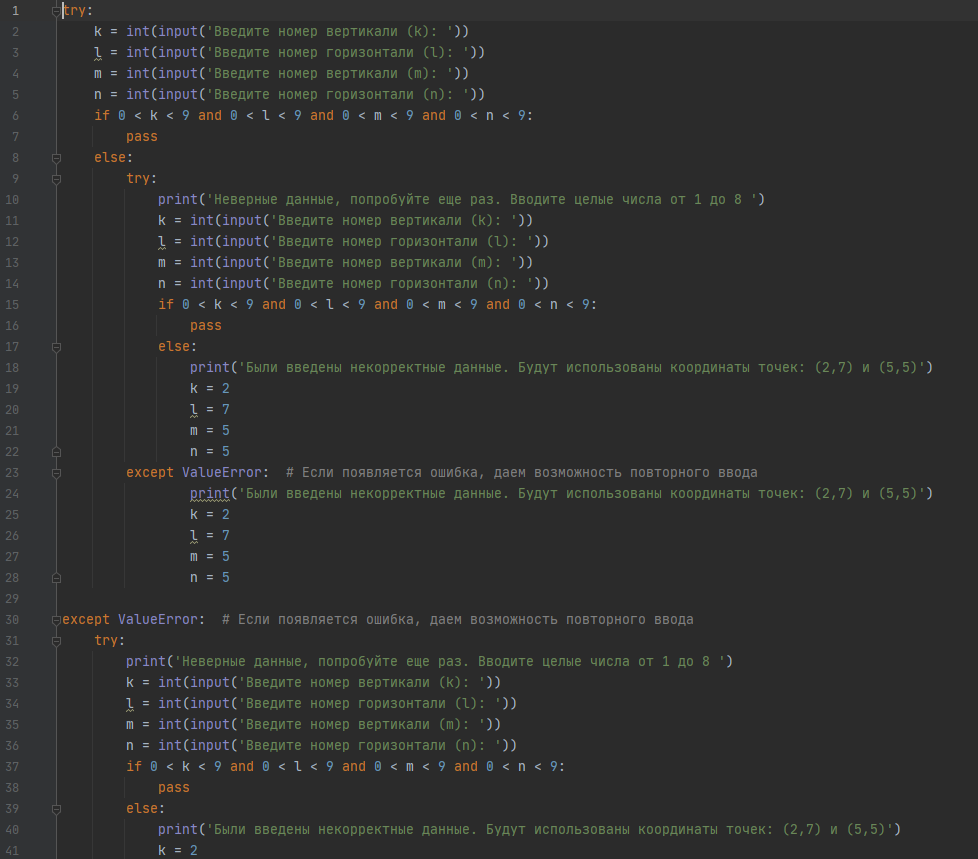 1 try:
2 k = int(input('Введите номер вертикали (k): '))
3 l = int(input('Введите номер горизонтали (l): '))
4 m = int(input('Введите номер вертикали (m): '))
5 n = int(input('Введите номер горизонтали (n): '))
6 if 0 < k < 9 and 0 < l < 9 and 0 < m < 9 and 0 < n < 9:
7 pass
8 else:
9 try:
10 print('Неверные данные, попробуйте еще раз. Вводите целые числа от 1 до 8 ')
11 k = int(input('Введите номер вертикали (k): '))
12 l = int(input('Введите номер горизонтали (l): '))
13 m = int(input('Введите номер вертикали (m): '))
14 n = int(input('Введите номер горизонтали (n): '))
15 if 0 < k < 9 and 0 < l < 9 and 0 < m < 9 and 0 < n < 9:
16 pass
17 else:
18 print('Были введены некорректные данные. Будут использованы координаты точек: (2,7) и (5,5)')
19 k = 2
20 l = 7
21 m = 5
22 n = 5
23 except ValueError:  # Если появляется ошибка, даем возможность повторного ввода
24 print('Были введены некорректные данные. Будут использованы координаты точек: (2,7) и (5,5)')
25 k = 2
26 l = 7
27 m = 5
28 n = 5
29
30 except ValueError:  # Если появляется ошибка, даем возможность повторного ввода
31 try:
32 print('Неверные данные, попробуйте еще раз. Вводите целые числа от 1 до 8 ')
33 k = int(input('Введите номер вертикали (k): '))
34 l = int(input('Введите номер горизонтали (l): '))
35 m = int(input('Введите номер вертикали (m): '))
36 n = int(input('Введите номер горизонтали (n): '))
37 if 0 < k < 9 and 0 < l < 9 and 0 < m < 9 and 0 < n < 9:
38 pass
39 else:
40 print('Были введены некорректные данные. Будут использованы координаты точек: (2,7) и (5,5)')
41 k = 2